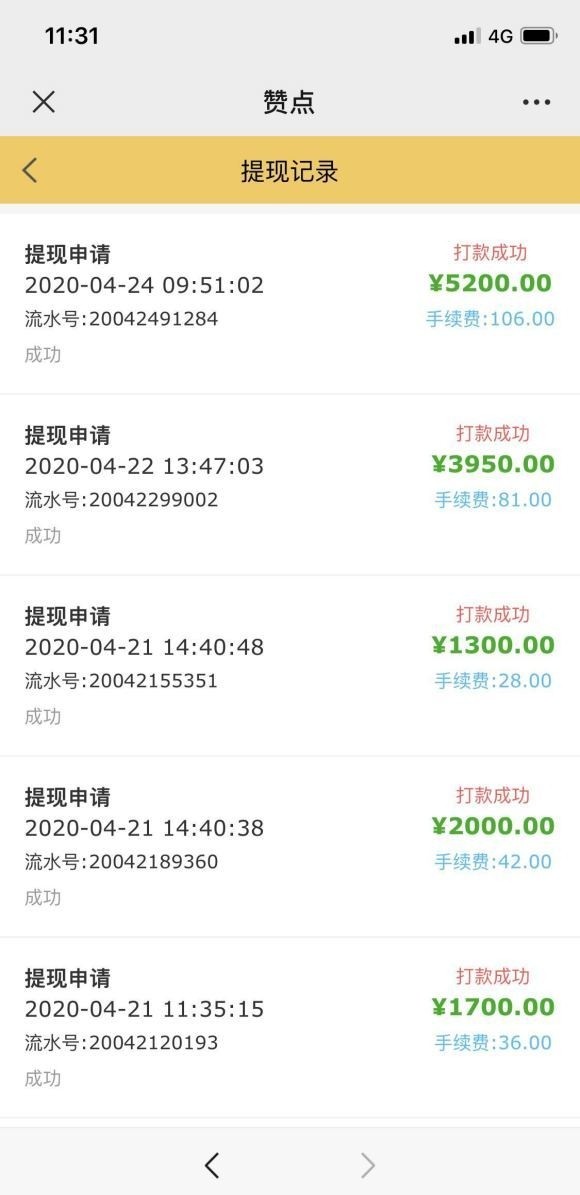 11:31 4G
赞点
提现记录
提现申请
打款成功
2020-04-24 09:51:02
¥5200.00
流水号:20042491284
手续费:106.00
成功
提现申请
打款成功
2020-04-22 13:47:03
¥3950.00
流水号:20042299002
手续费:81.00
成功
提现申请
打款成功
2020-04-21 14:40:48
¥1300.00
流水号:20042155351
手续费:28.00
成功
提现申请
打款成功
2020-04-21 14:40:38
¥2000.00
流水号:20042189360
手续费:42.00
成功
提现申请
打款成功
2020-04-21 11:35:15
¥1700.00
流水号:20042120193
手续费:36.00
成功